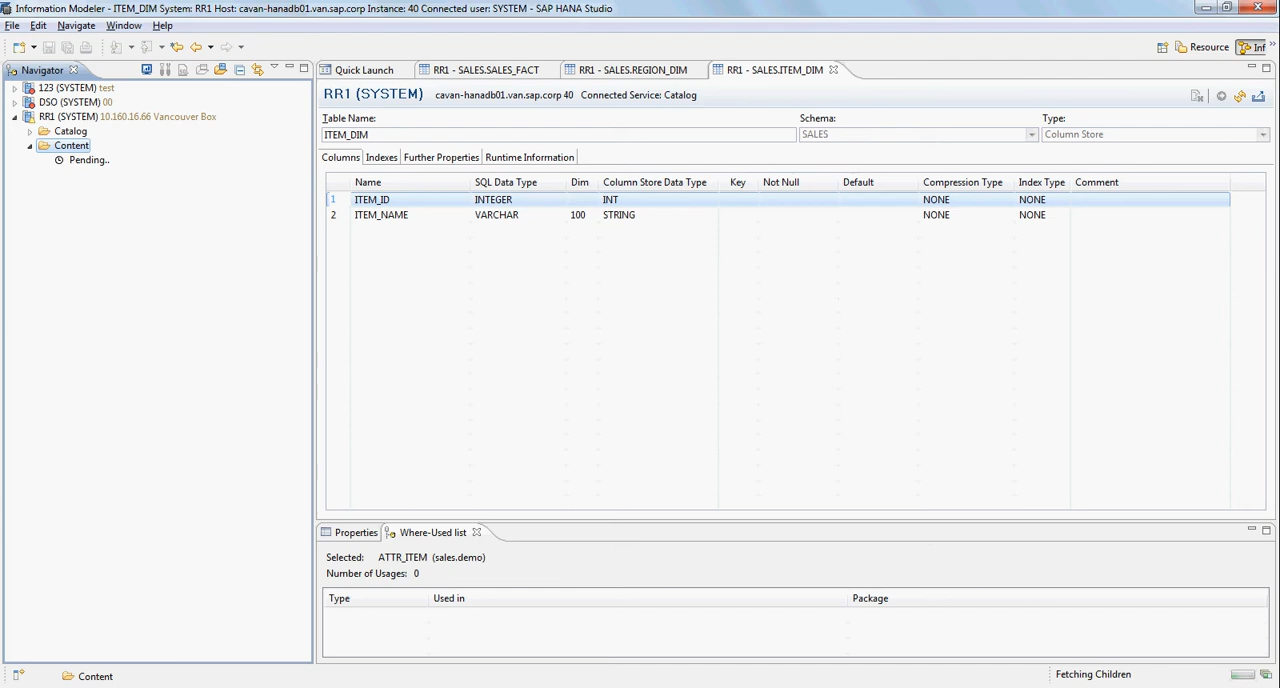 Information Modeler - ITEM_DIM System: RR1 Host: cavan-hanadb01.van.sap.corp Instance: 40 Connected user: SYSTEM - SAP HANA Studio
File Edit Navigate Window Help
Resource Inf
Navigator
Quick Launch RR1 - SALES.SALES_FACT RR1 - SALES.REGION_DIM RR1 - SALES.ITEM_DIM
123 (SYSTEM) test
DSO (SYSTEM) 00
RR1 (SYSTEM) 10.160.16.66 Vancouver Box
Catalog
Content
Pending..
RR1 (SYSTEM) cavan-hanadb01.van.sap.corp 40 Connected Service: Catalog
Table Name: Schema: Type:
ITEM_DIM SALES Column Store
Columns Indexes Further Properties Runtime Information
Name SQL Data Type Dim Column Store Data Type Key Not Null Default Compression Type Index Type Comment
1 ITEM_ID INTEGER INT NONE NONE
2 ITEM_NAME VARCHAR 100 STRING NONE NONE
Properties Where-Used list
Selected: ATTR_ITEM (sales.demo)
Number of Usages: 0
Type Used in Package
Content Fetching Children